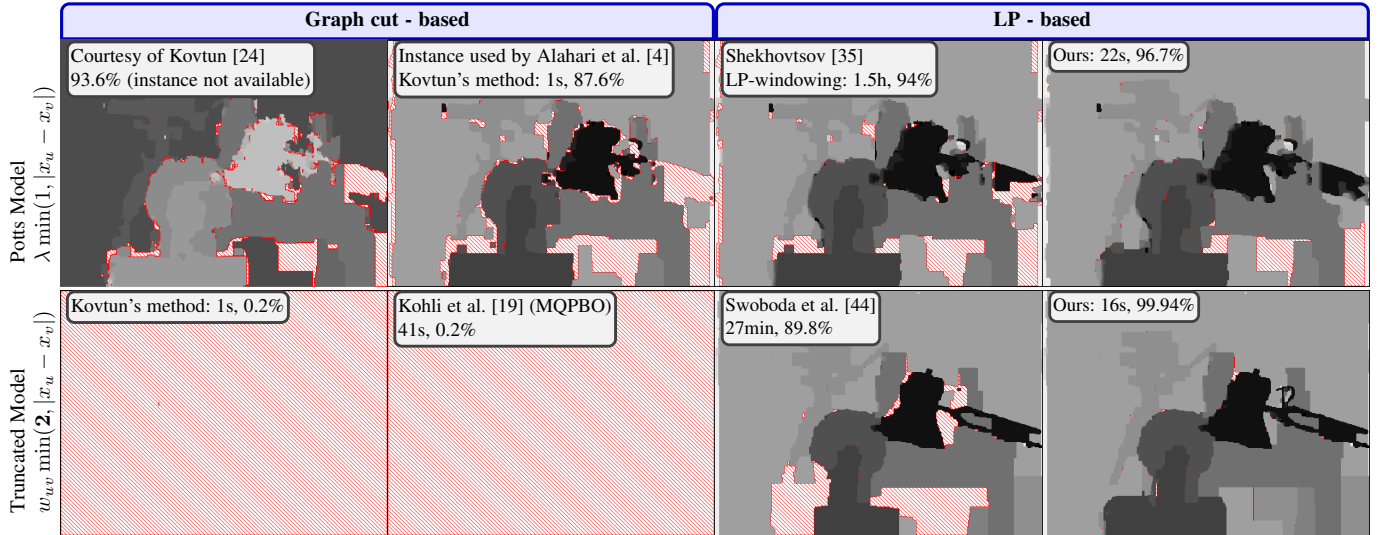 Graph cut - based
LP - based
Potts Model
λ min(1, |x_u − x_v|)
Courtesy of Kovtun [24]
93.6% (instance not available)
Instance used by Alahari et al. [4]
Kovtun's method: 1s, 87.6%
Shekhovtsov [35]
LP-windowing: 1.5h, 94%
Ours: 22s, 96.7%
Truncated Model
w_{uv} min(2, |x_u − x_v|)
Kovtun's method: 1s, 0.2%
Kohli et al. [19] (MQPBO)
41s, 0.2%
Swoboda et al. [44]
27min, 89.8%
Ours: 16s, 99.94%